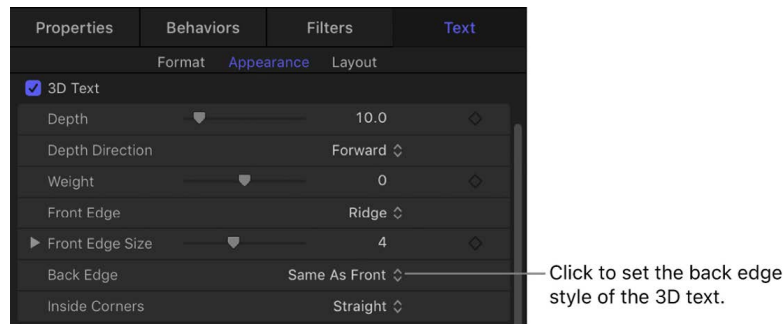 Properties Behaviors Filters Text
Format Appearance Layout
3D Text
Depth 10.0
Depth Direction Forward
Weight 0
Front Edge Ridge
Front Edge Size 4
Back Edge Same As Front
Inside Corners Straight
Click to set the back edge
style of the 3D text.